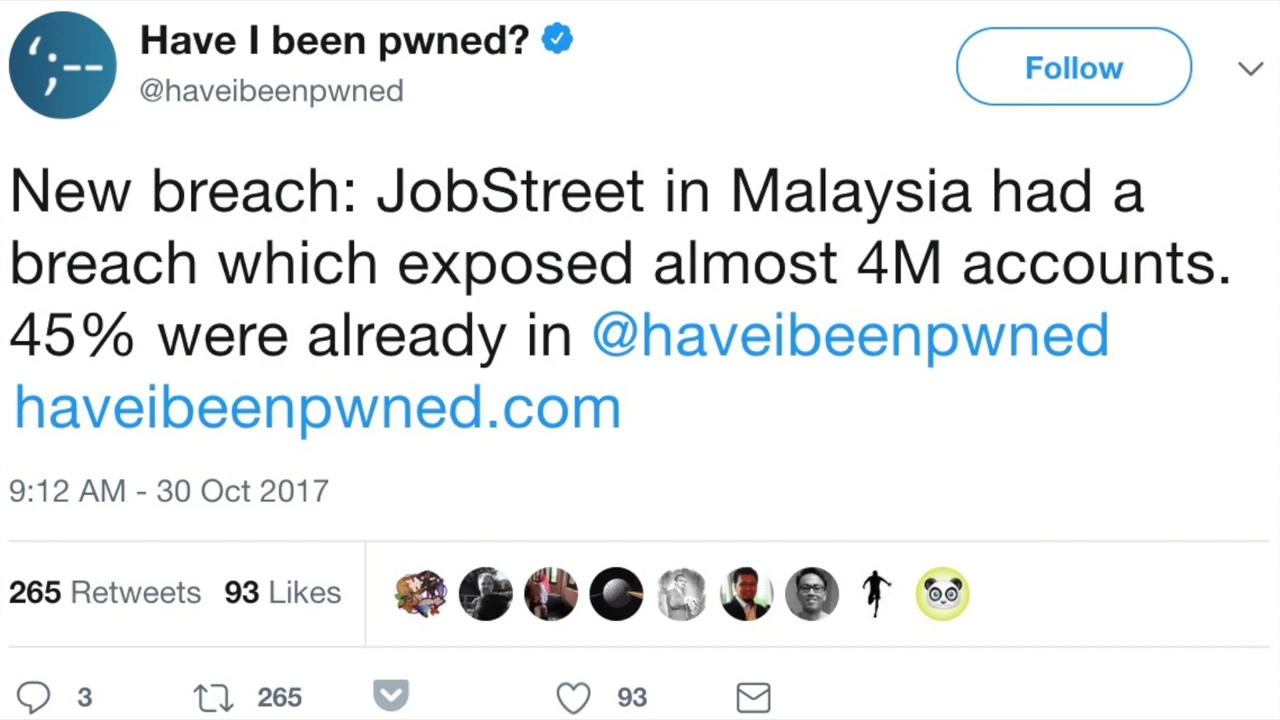 Have I been pwned?
@haveibeenpwned
Follow
New breach: JobStreet in Malaysia had a
breach which exposed almost 4M accounts.
45% were already in @haveibeenpwned
haveibeenpwned.com
9:12 AM - 30 Oct 2017
265 Retweets 93 Likes
3 265 93